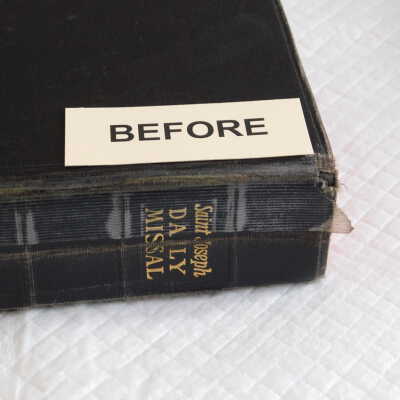 BEFORE
Saint Joseph
DAILY
MISSAL